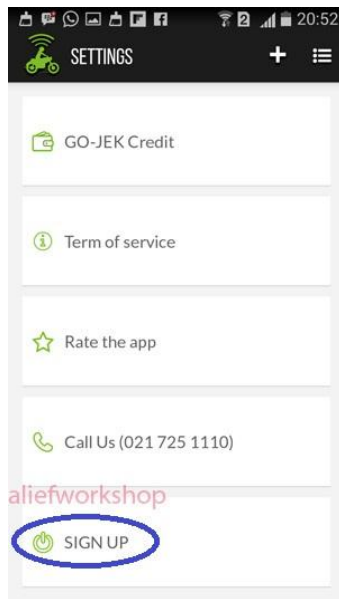 2 20:52
SETTINGS
GO-JEK Credit
Term of service
Rate the app
Call Us (021 725 1110)
aliefworkshop
SIGN UP